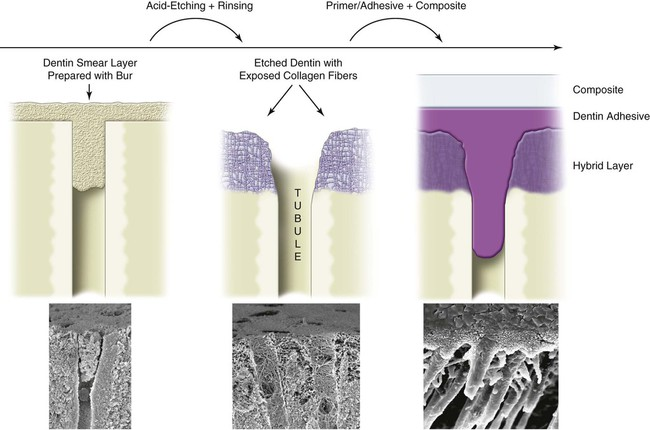 Acid-Etching + Rinsing
Primer/Adhesive + Composite
Dentin Smear Layer
Prepared with Bur
Etched Dentin with
Exposed Collagen Fibers
Composite
Dentin Adhesive
Hybrid Layer
TUBULE